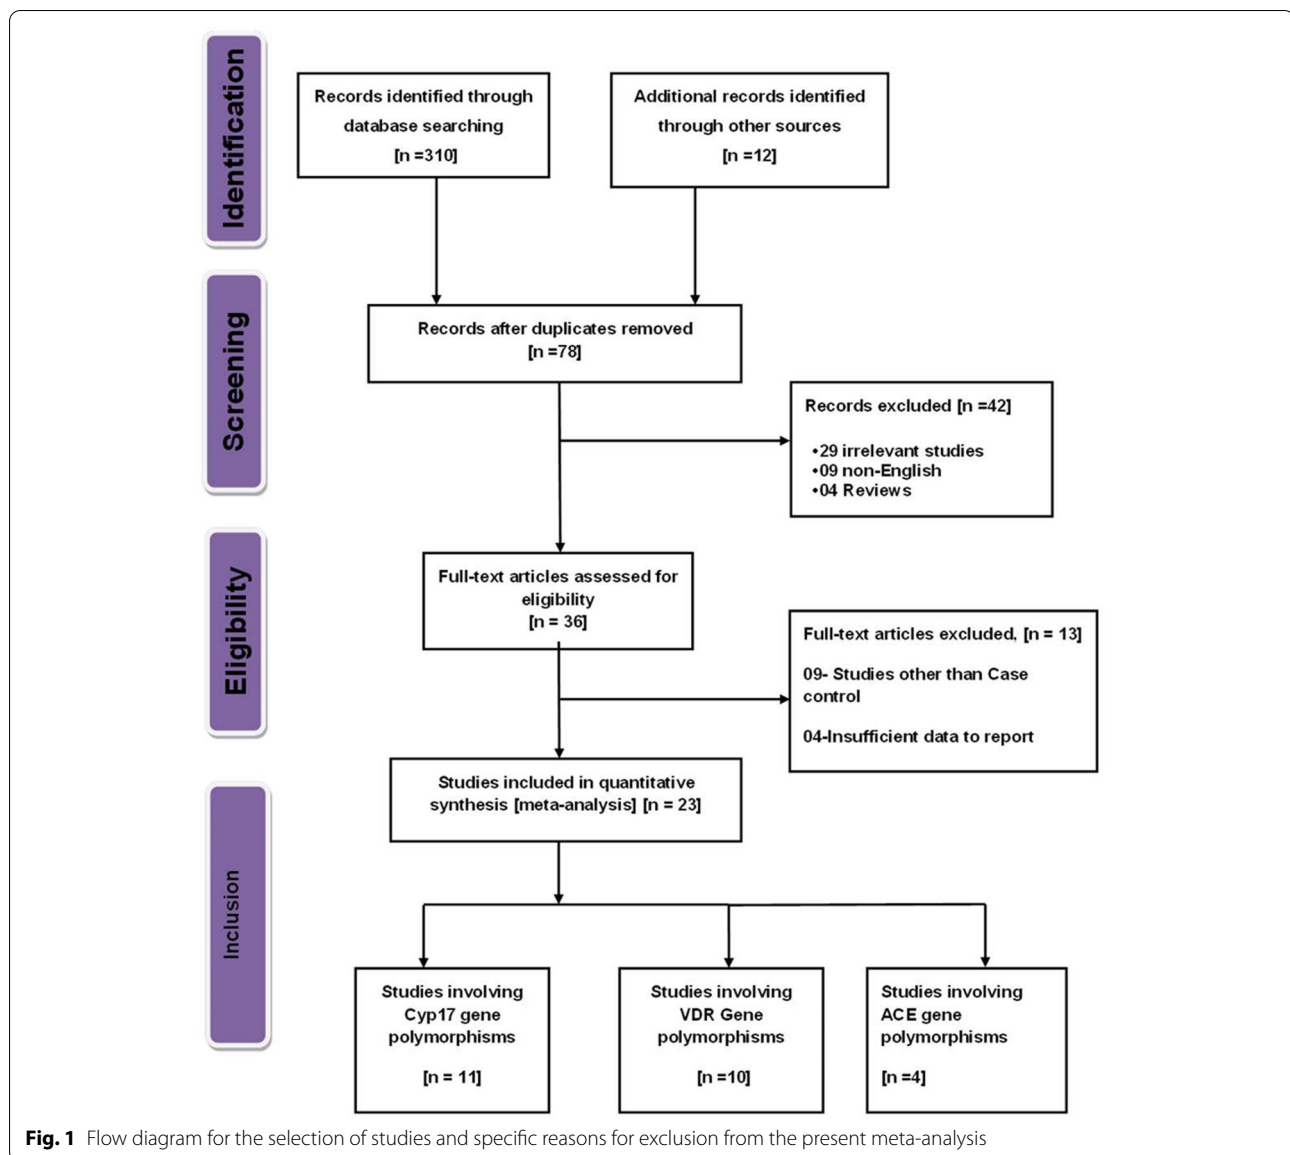 Identification
Records identified through
database searching
[n =310]
Additional records identified
through other sources
[n =12]
Screening
Records after duplicates removed
[n =78]
Records excluded [n =42]
•29 irrelevant studies
•09 non-English
•04 Reviews
Eligibility
Full-text articles assessed for
eligibility
[n = 36]
Full-text articles excluded, [n = 13]
09- Studies other than Case
control
04-Insufficient data to report
Studies included in quantitative
synthesis [meta-analysis] [n = 23]
Inclusion
Studies involving
Cyp17 gene
polymorphisms
[n = 11]
Studies involving
VDR Gene
polymorphisms
[n =10]
Studies involving
ACE gene
polymorphisms
[n =4]
Fig. 1 Flow diagram for the selection of studies and specific reasons for exclusion from the present meta-analysis